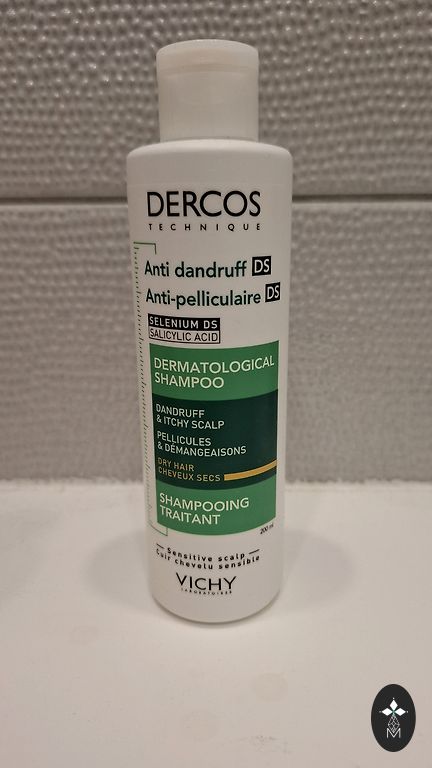 DERCOS
TECHNIQUE
Anti dandruff DS
Anti-pelliculaire DS
SELENIUM DS
SALICYLIC ACID
DERMATOLOGICAL
SHAMPOO
DANDRUFF
& ITCHY SCALP
PELLICULES
& DÉMANGEAISONS
DRY HAIR
CHEVEUX SECS
SHAMPOOING
TRAITANT
200 ml
Sensitive scalp
Cuir chevelu sensible
VICHY
LABORATOIRES
M